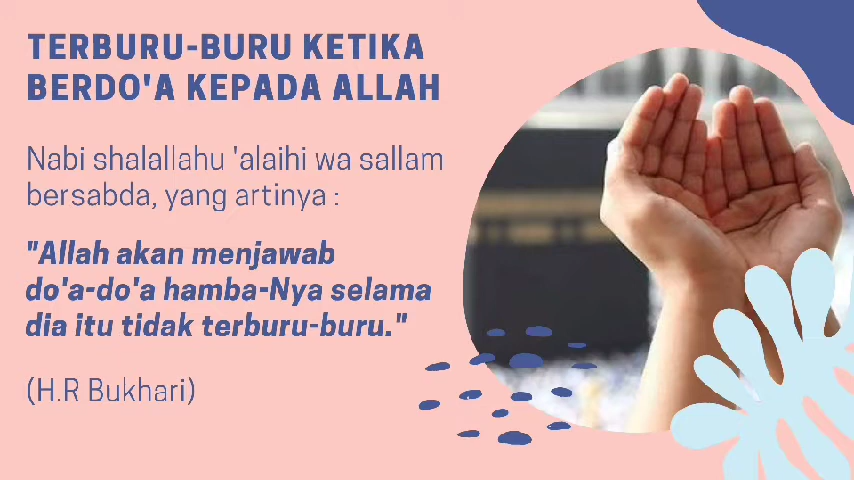 TERBURU-BURU KETIKA
BERDO'A KEPADA ALLAH
Nabi shalallahu 'alaihi wa sallam
bersabda, yang artinya :
"Allah akan menjawab
do'a-do'a hamba-Nya selama
dia itu tidak terburu-buru."
(H.R Bukhari)